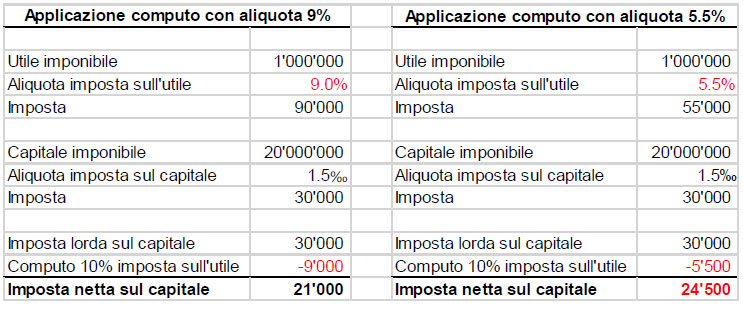 Applicazione computo con aliquota 9% Applicazione computo con aliquota 5.5%
Utile imponibile 1'000'000 Utile imponibile 1'000'000
Aliquota imposta sull'utile 9.0% Aliquota imposta sull'utile 5.5%
Imposta 90'000 Imposta 55'000
Capitale imponibile 20'000'000 Capitale imponibile 20'000'000
Aliquota imposta sul capitale 1.5‰ Aliquota imposta sul capitale 1.5‰
Imposta 30'000 Imposta 30'000
Imposta lorda sul capitale 30'000 Imposta lorda sul capitale 30'000
Computo 10% imposta sull'utile -9'000 Computo 10% imposta sull'utile -5'500
Imposta netta sul capitale 21'000 Imposta netta sul capitale 24'500